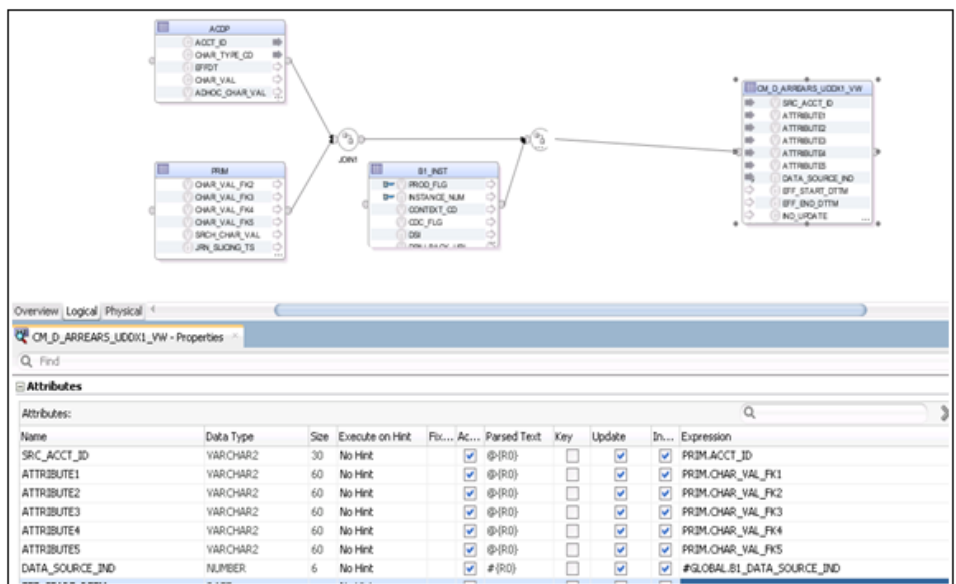 ACDP
ACCT_ID
CHAR_TYPE_CD
EFFDT
CHAR_VAL
ADHOC_CHAR_VAL
JOIN1
PRIM
CHAR_VAL_FK2
CHAR_VAL_FK3
CHAR_VAL_FK4
CHAR_VAL_FK5
SRCH_CHAR_VAL
JRN_SLICING_TS
B1_INST
PROD_FLG
INSTANCE_NUM
CONTEXT_CD
CDC_FLG
DSI
CM_D_ARREARS_UDDX1_VW
SRC_ACCT_ID
ATTRIBUTE1
ATTRIBUTE2
ATTRIBUTE3
ATTRIBUTE4
ATTRIBUTE5
DATA_SOURCE_IND
EFF_START_DTTM
EFF_END_DTTM
IND_UPDATE
Overview Logical Physical
CM_D_ARREARS_UDDX1_VW - Properties
Find
Attributes
Attributes:
Name Data Type Size Execute on Hint Fix... Ac... Parsed Text Key Update In... Expression
SRC_ACCT_ID VARCHAR2 30 No Hint @{R0} PRIM.ACCT_ID
ATTRIBUTE1 VARCHAR2 60 No Hint @{R0} PRIM.CHAR_VAL_FK1
ATTRIBUTE2 VARCHAR2 60 No Hint @{R0} PRIM.CHAR_VAL_FK2
ATTRIBUTE3 VARCHAR2 60 No Hint @{R0} PRIM.CHAR_VAL_FK3
ATTRIBUTE4 VARCHAR2 60 No Hint @{R0} PRIM.CHAR_VAL_FK4
ATTRIBUTE5 VARCHAR2 60 No Hint @{R0} PRIM.CHAR_VAL_FK5
DATA_SOURCE_IND NUMBER 6 No Hint #{R0} #GLOBAL.B1_DATA_SOURCE_IND